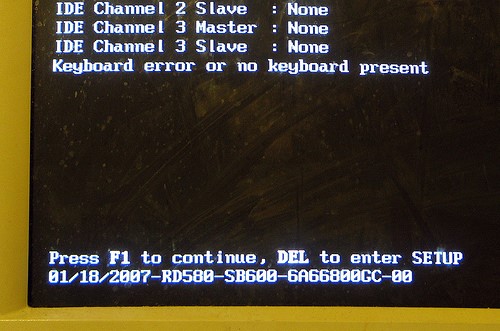 IDE Channel 2 Slave : None
IDE Channel 3 Master : None
IDE Channel 3 Slave : None
Keyboard error or no keyboard present
Press F1 to continue, DEL to enter SETUP
01/18/2007-RD580-SB600-6A66800GC-00